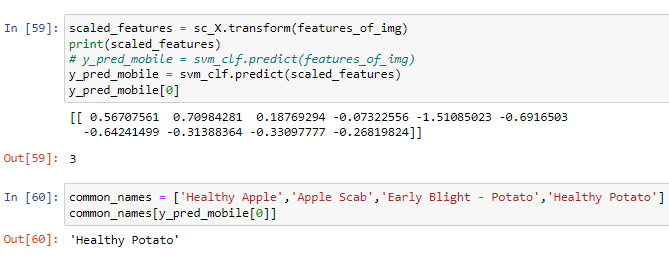 In [59]: scaled_features = sc_X.transform(features_of_img)
print(scaled_features)
# y_pred_mobile = svm_clf.predict(features_of_img)
y_pred_mobile = svm_clf.predict(scaled_features)
y_pred_mobile[0]
[[ 0.56707561  0.70984281  0.18769294 -0.07322556 -1.51085023 -0.6916503
-0.64241499 -0.31388364 -0.33097777 -0.26819824]]
Out[59]: 3
In [60]: common_names = ['Healthy Apple','Apple Scab','Early Blight - Potato','Healthy Potato']
common_names[y_pred_mobile[0]]
Out[60]: 'Healthy Potato'